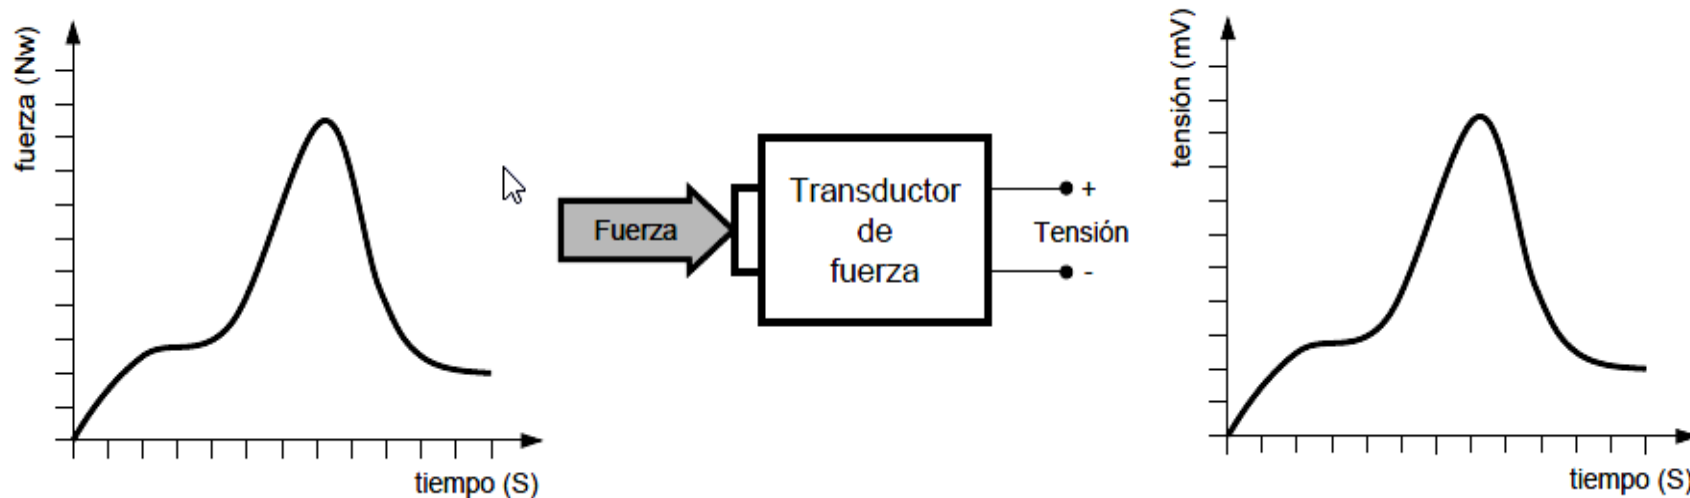 fuerza (Nw)
tiempo (S)
Fuerza
Transductor
de
fuerza
+
Tensión
-
tensión (mV)
tiempo (S)